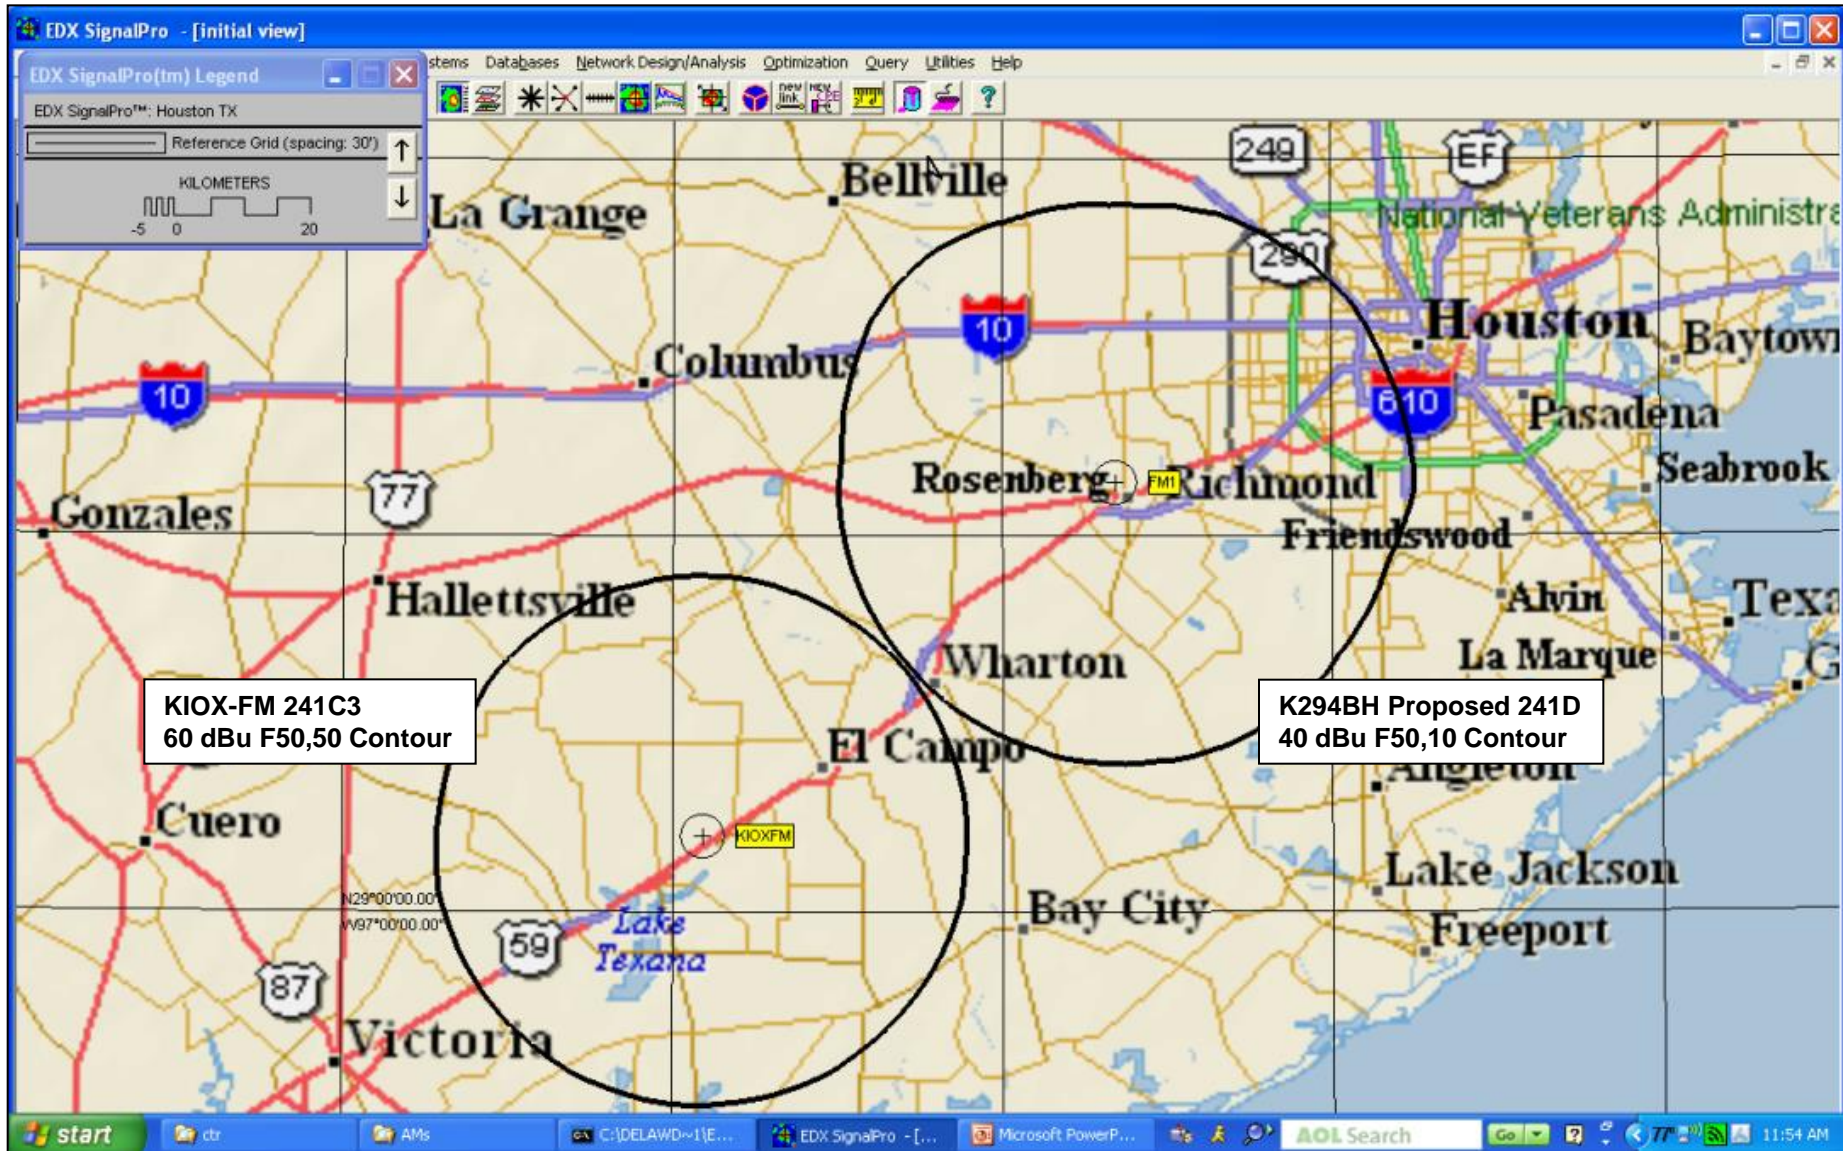 EDX SignalPro - [initial view]
EDX SignalPro(tm) Legend
stems Databases Network Design/Analysis Optimization Query Utilities Help
EDX SignalPro™: Houston TX
Reference Grid (spacing: 30')
KILOMETERS
-5 0 20
new link
NEW CPE
?
249
EF
Bellville
La Grange
National Veterans Administra
290
10
Houston
Baytown
Columbus
10
610
Pasadena
Rosenberg
FM1
Richmond
Seabrook
77
Gonzales
Friendswood
Hallettsville
Alvin
Texa
Wharton
La Marque
G
KIOX-FM 241C3
60 dBu F50,50 Contour
K294BH Proposed 241D
40 dBu F50,10 Contour
El Campo
Angleton
Cuero
KIOXFM
Lake Jackson
N29°00'00.00"
W97°00'00.00"
Bay City
Freeport
59
Lake
Texana
87
Victoria
start
ctr
AMs
C:\DELAWD~1\E...
EDX SignalPro - [...
Microsoft PowerP...
AOL Search
Go
?
77°
11:54 AM